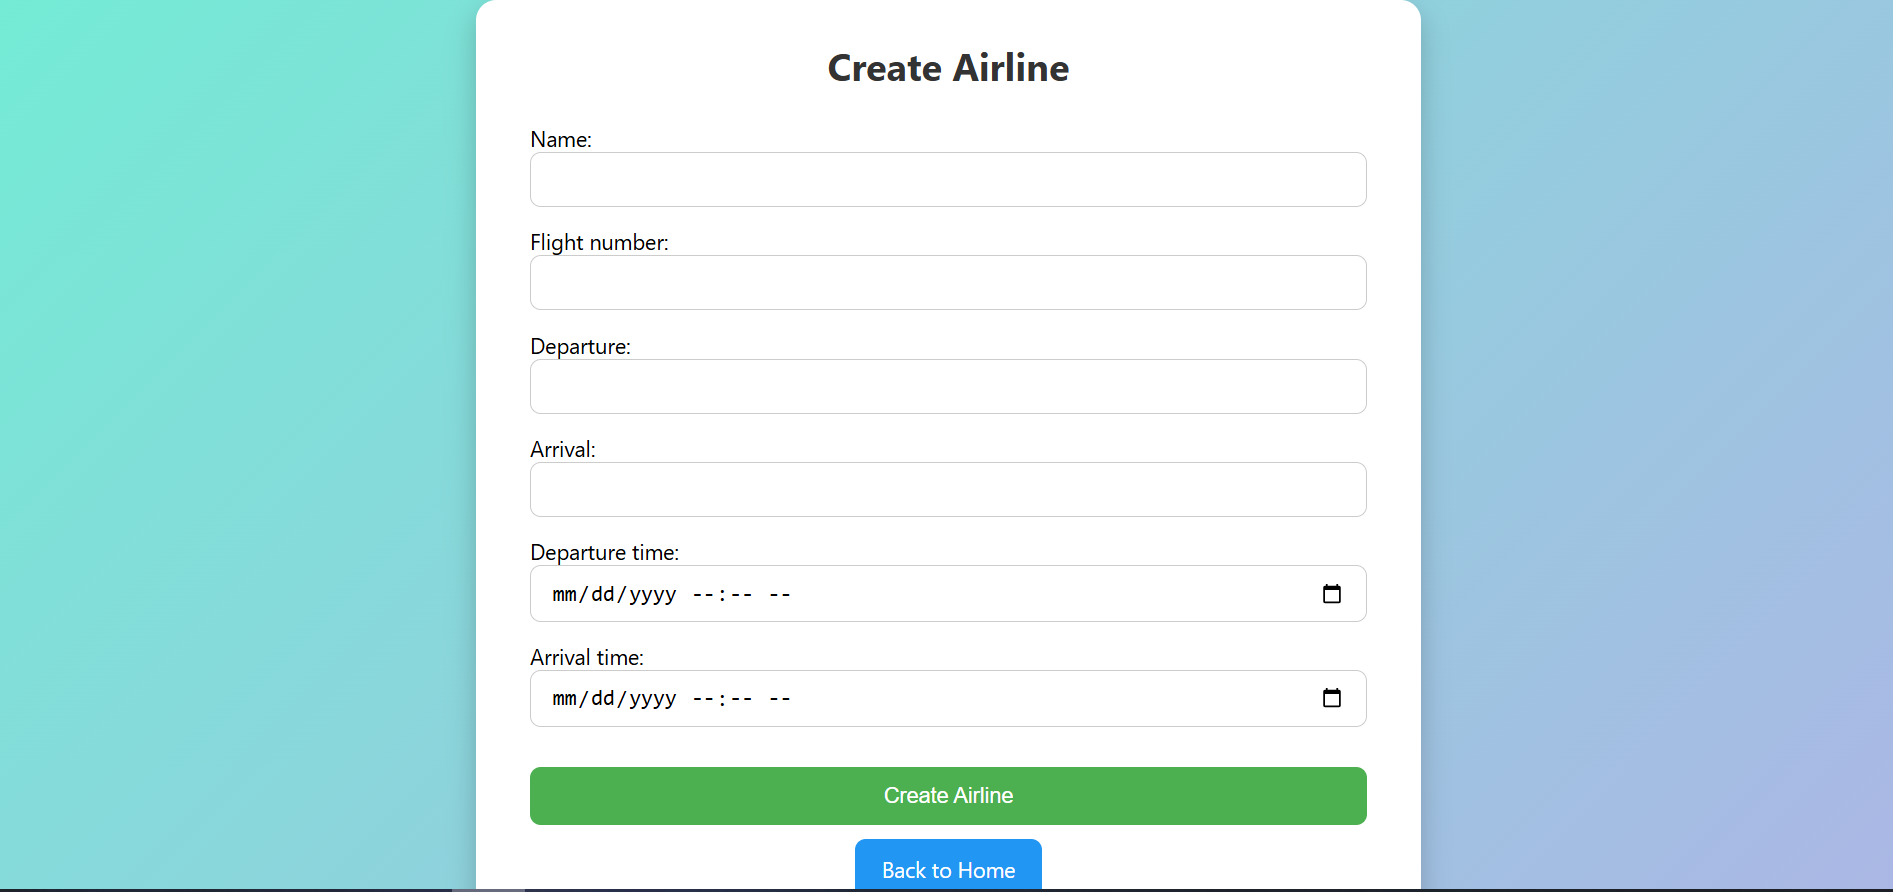 Create Airline
Name:
Flight number:
Departure:
Arrival:
Departure time:
mm/dd/yyyy --:-- --
Arrival time:
mm/dd/yyyy --:-- --
Create Airline
Back to Home